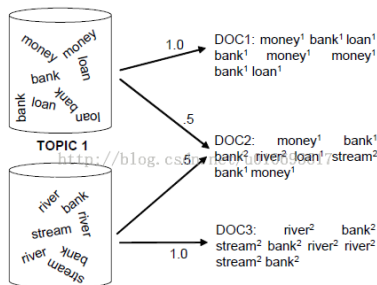 money
money
loan
bank
bank
loan
bank
loan
TOPIC 1
1.0
.5
DOC1: money¹ bank¹ loan¹
bank¹ money¹ money¹
bank¹ loan¹
DOC2: money¹ bank¹
bank² river² loan¹ stream²
bank¹ money¹
.5
river
bank
river
stream
river
bank
stream
1.0
DOC3: river² bank²
stream² bank² river² river²
stream² bank²